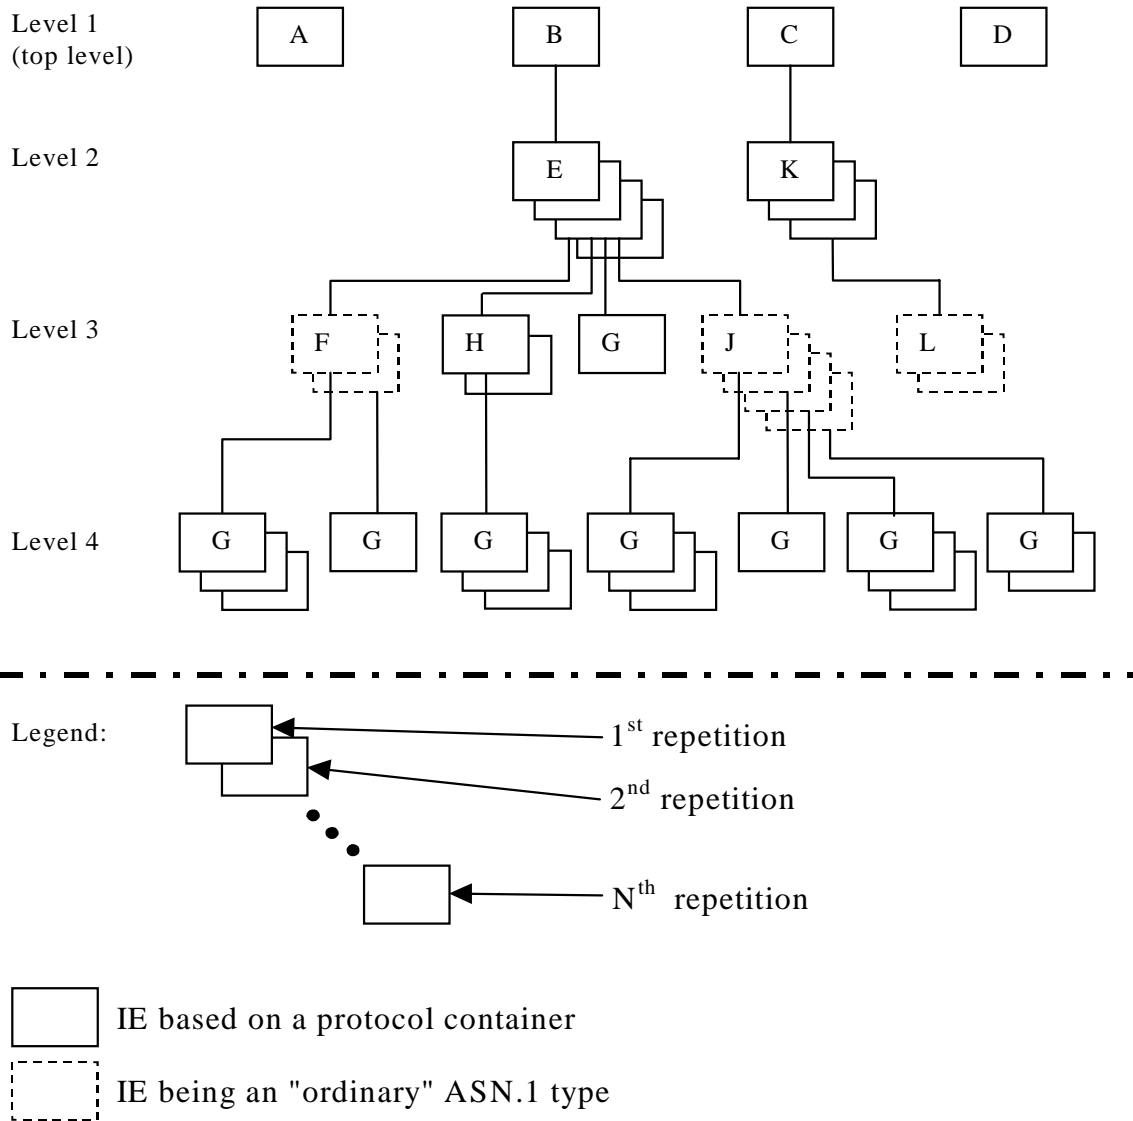 Level 1
(top level)
A B C D
Level 2
E K
Level 3
F H G J L
Level 4
G G G G G G G
Legend:
1st repetition
2nd repetition
Nth repetition
IE based on a protocol container
IE being an "ordinary" ASN.1 type